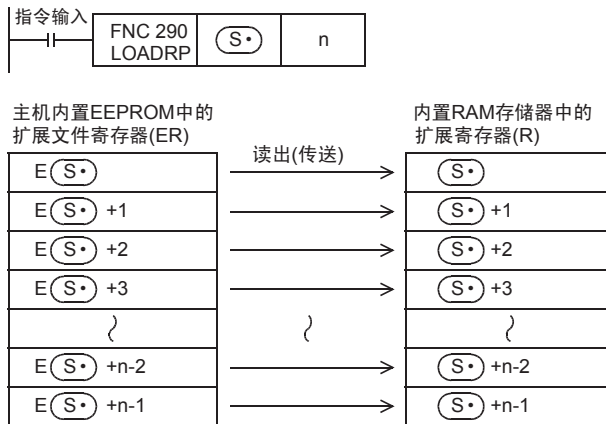 指令输入
FNC 290 LOADRP S• n
主机内置EEPROM中的扩展文件寄存器(ER)
内置RAM存储器中的扩展寄存器(R)
读出(传送)
E S• S•
E S• +1 S• +1
E S• +2 S• +2
E S• +3 S• +3
E S• +n-2 S• +n-2
E S• +n-1 S• +n-1